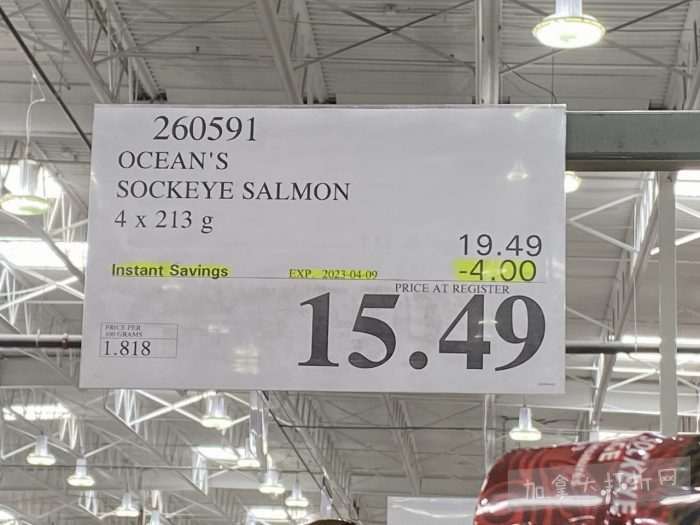 260591
OCEAN'S
SOCKEYE SALMON
4 x 213 g
19.49
Instant Savings EXP. 2023-04-09 -4.00
PRICE AT REGISTER
15.49
PRICE PER
100 GRAMS
1.818
SOCKEYE
加拿大打折网